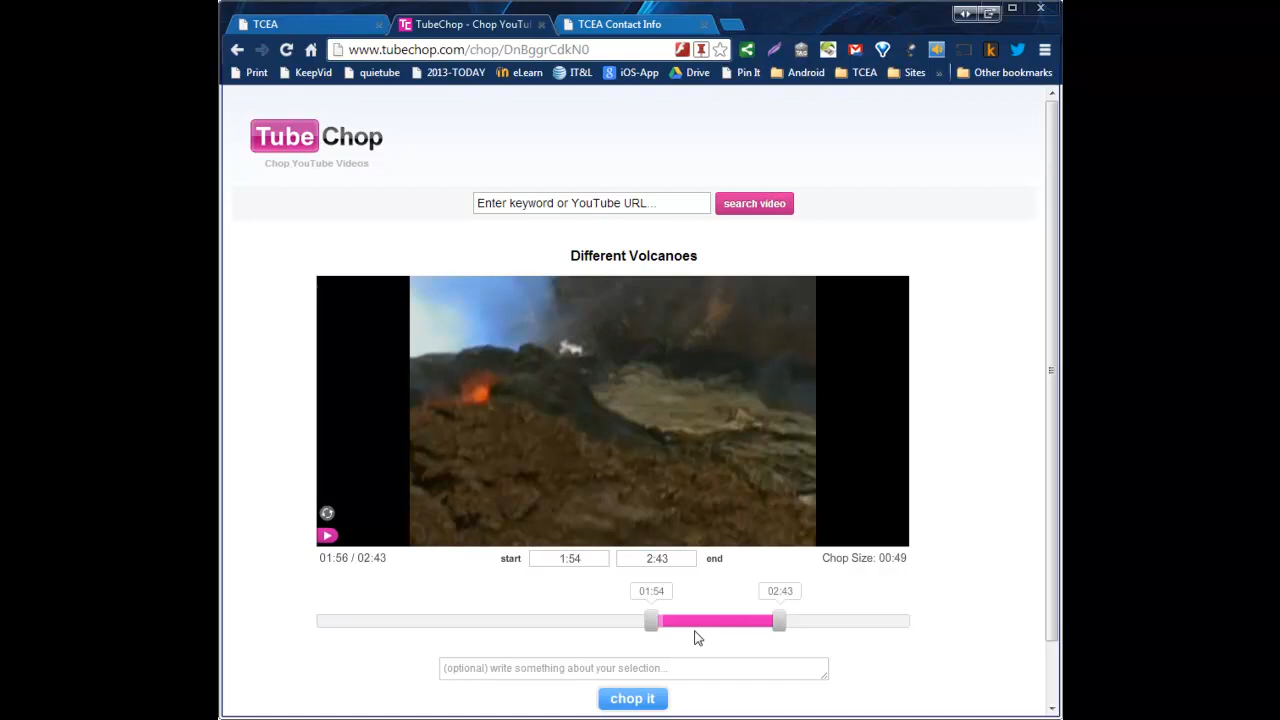 TCEA
TubeChop - Chop YouTu
TCEA Contact Info
www.tubechop.com/chop/DnBggrCdkN0
Print KeepVid quietube 2013-TODAY eLearn IT&L iOS-App Drive Pin It Android TCEA Sites » Other bookmarks
Tube Chop
Chop YouTube Videos
Enter keyword or YouTube URL... search video
Different Volcanoes
01:56 / 02:43 start 1:54 2:43 end Chop Size: 00:49
01:54 02:43
(optional) write something about your selection...
chop it